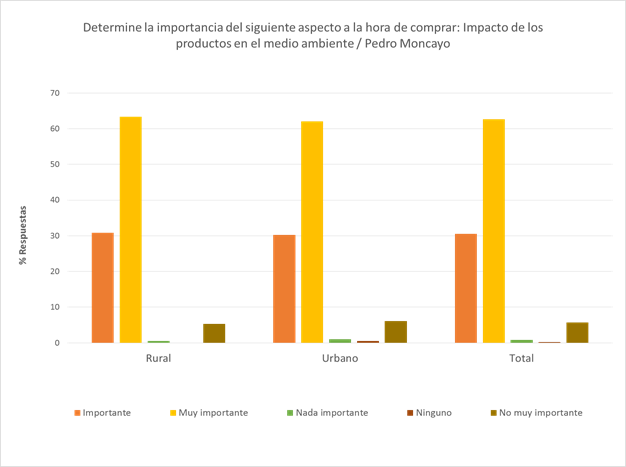 Determine la importancia del siguiente aspecto a la hora de comprar: Impacto de los
productos en el medio ambiente / Pedro Moncayo
% Respuestas
70
60
50
40
30
20
10
0
Rural Urbano Total
Importante Muy importante Nada importante Ninguno No muy importante